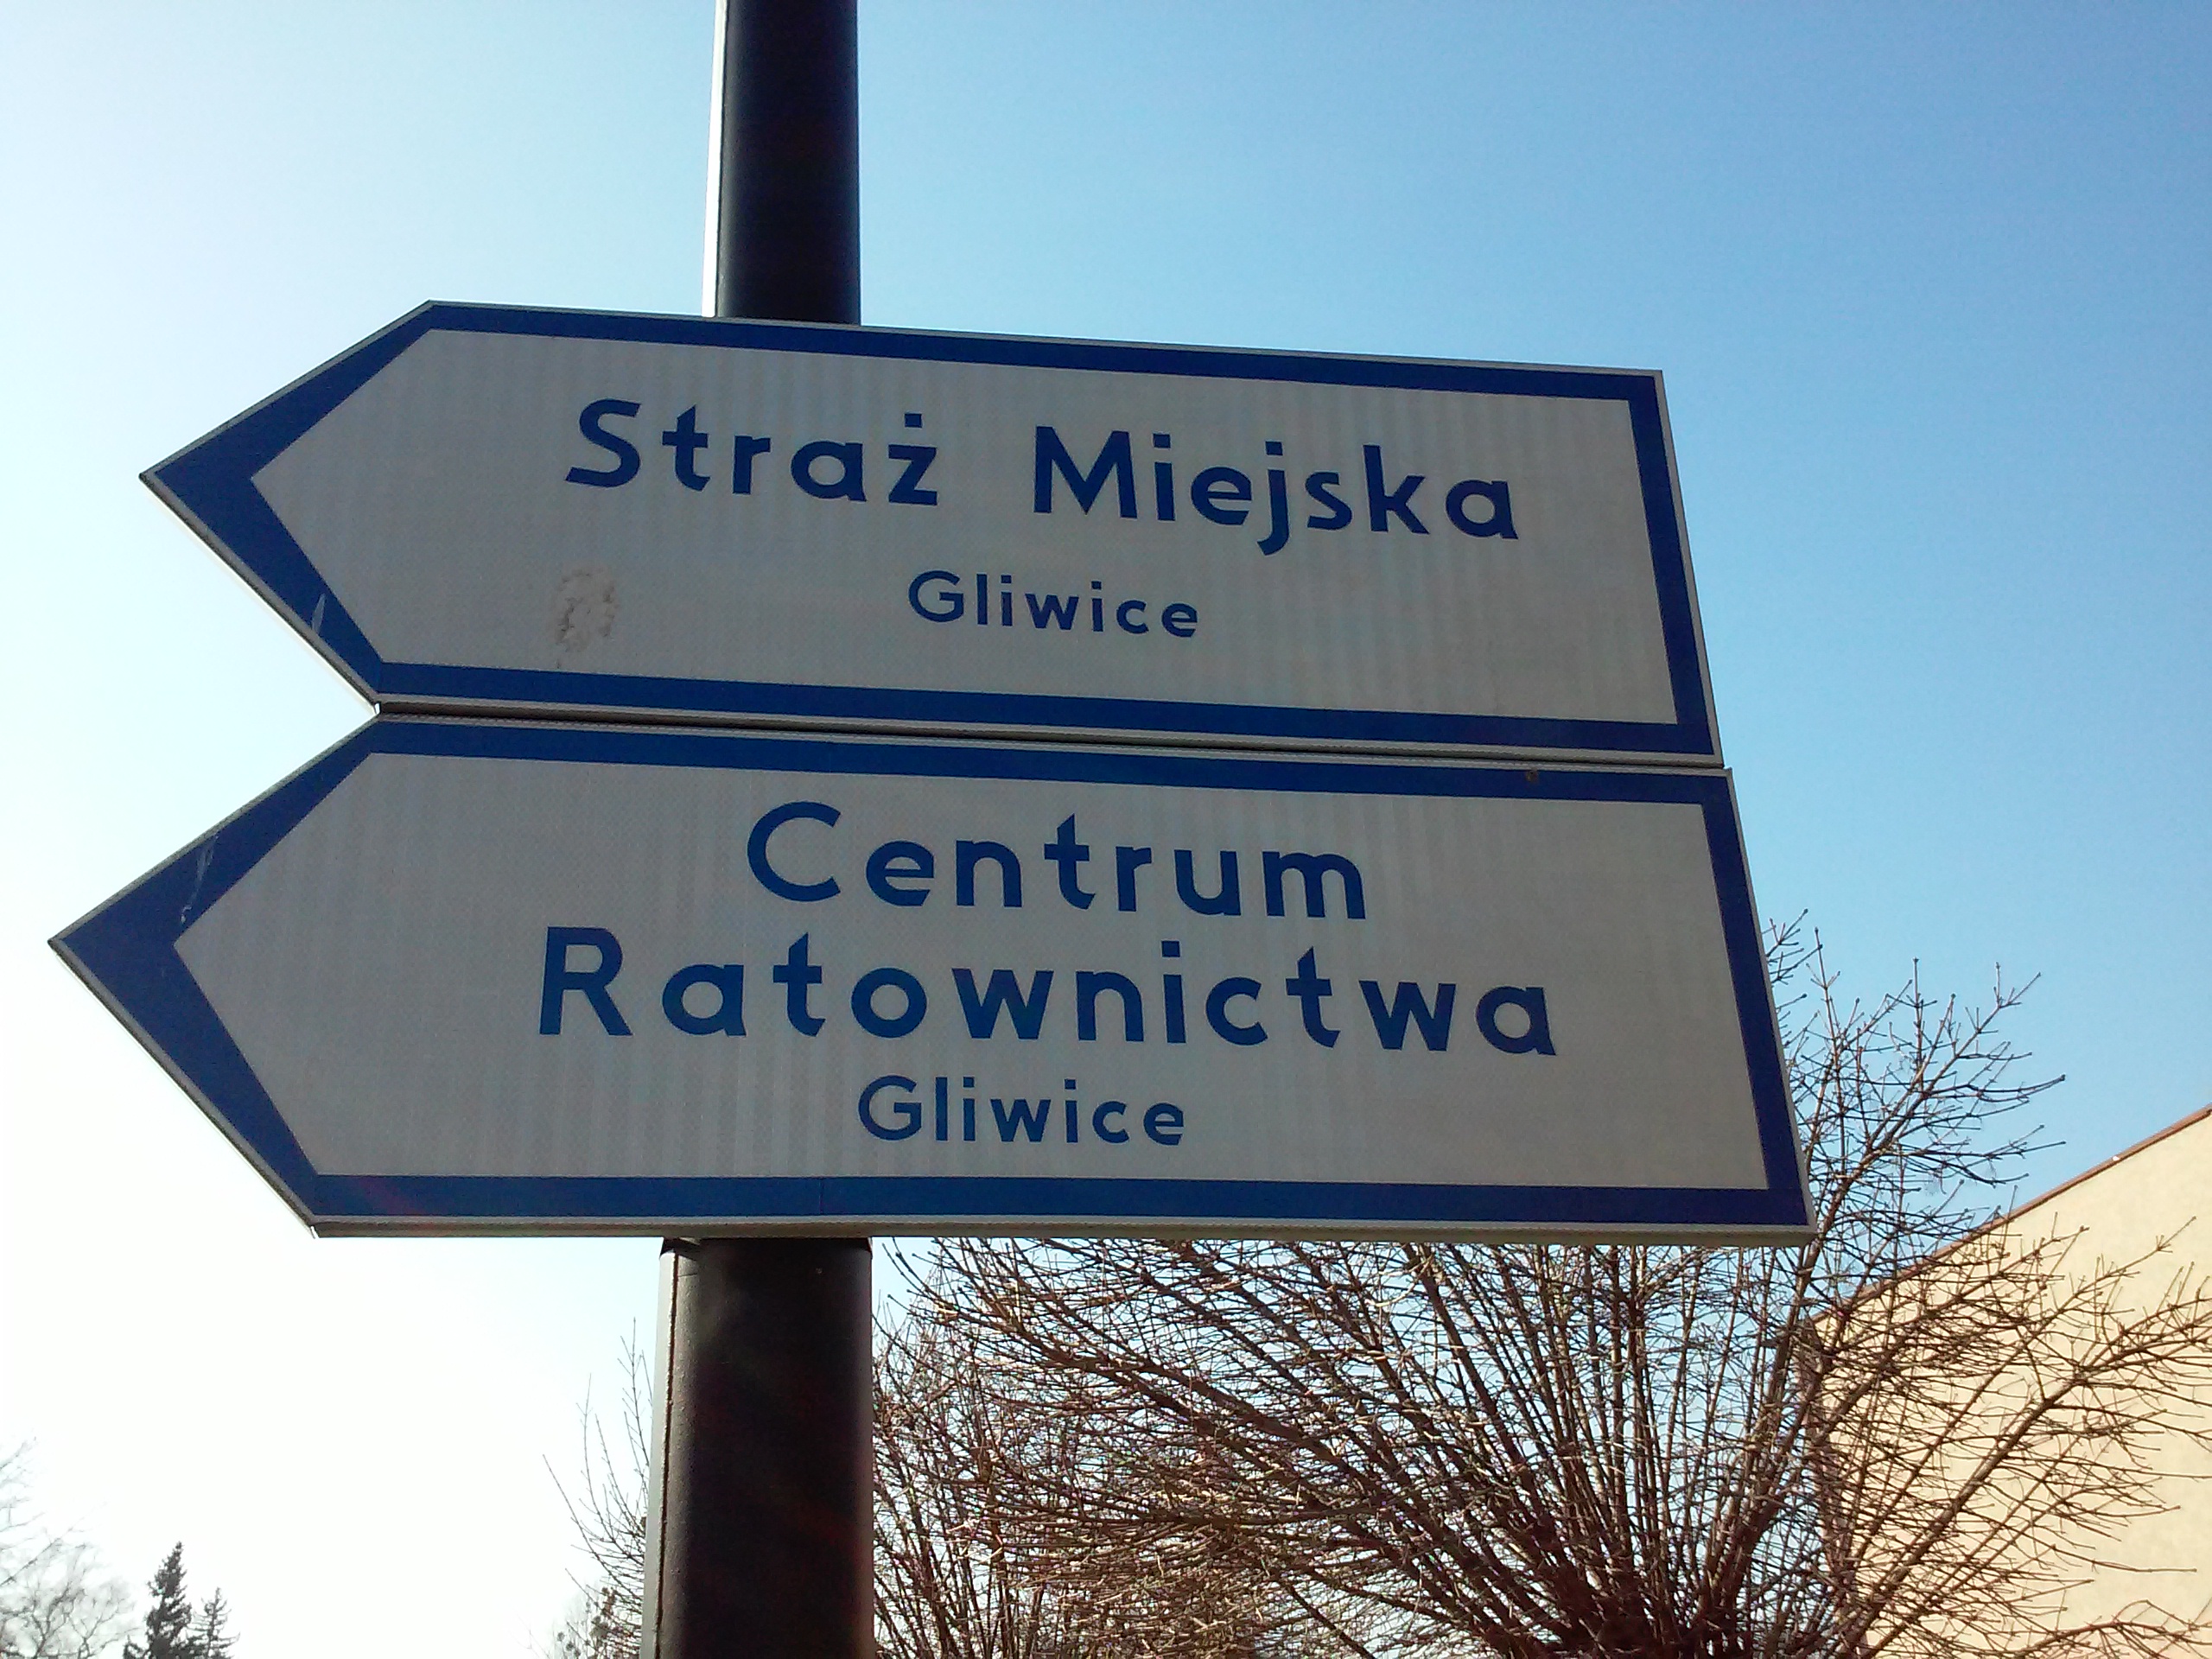 Straż Miejska
Gliwice
Centrum
Ratownictwa
Gliwice